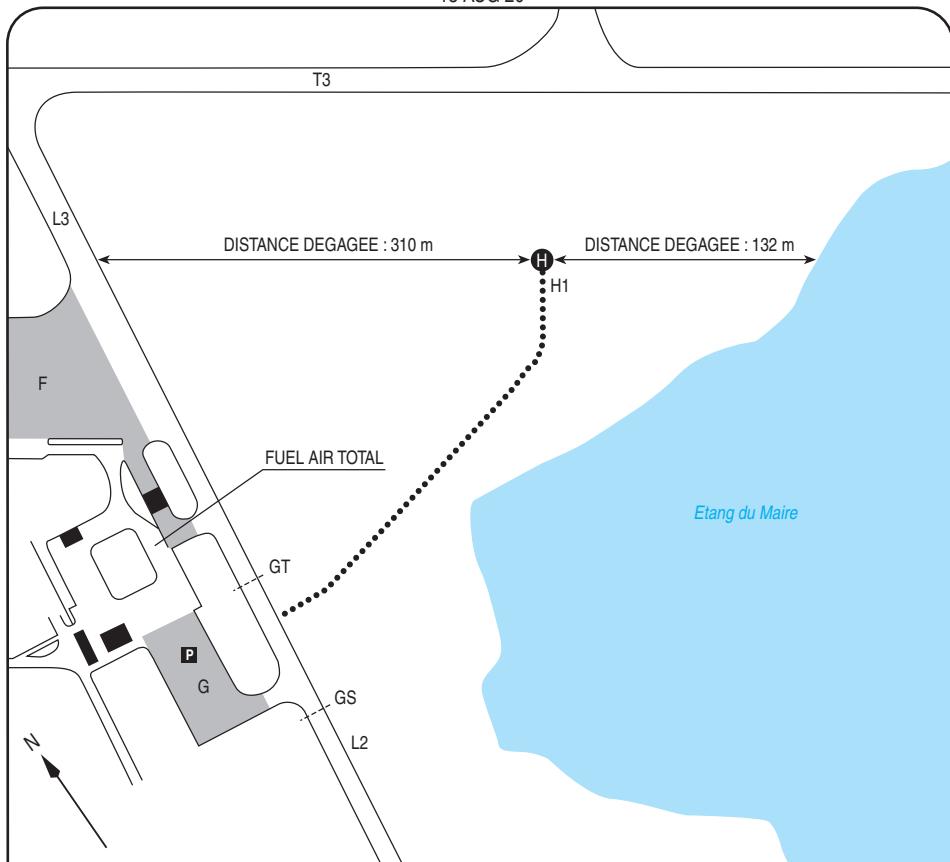 T3
L3
DISTANCE DEGAGEE : 310 m
DISTANCE DEGAGEE : 132 m
H
H1
F
FUEL AIR TOTAL
Etang du Maire
GT
P
G
GS
N
L2